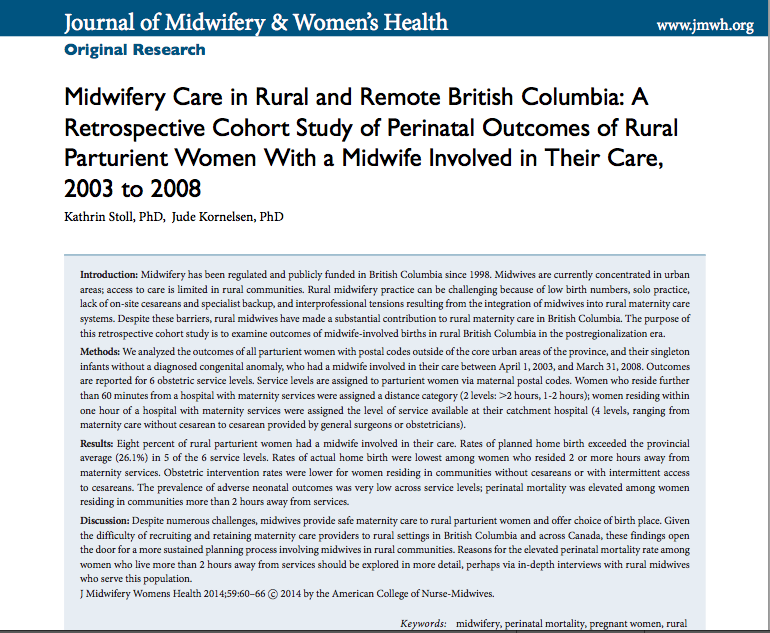 Journal of Midwifery & Women's Health
www.jmwh.org
Original Research
Midwifery Care in Rural and Remote British Columbia: A
Retrospective Cohort Study of Perinatal Outcomes of Rural
Parturient Women With a Midwife Involved in Their Care,
2003 to 2008
Kathrin Stoll, PhD, Jude Kornelsen, PhD
Introduction: Midwifery has been regulated and publicly funded in British Columbia since 1998. Midwives are currently concentrated in urban
areas; access to care is limited in rural communities. Rural midwifery practice can be challenging because of low birth numbers, solo practice,
lack of on-site cesareans and specialist backup, and interprofessional tensions resulting from the integration of midwives into rural maternity care
systems. Despite these barriers, rural midwives have made a substantial contribution to rural maternity care in British Columbia. The purpose of
this retrospective cohort study is to examine outcomes of midwife-involved births in rural British Columbia in the postregionalization era.
Methods: We analyzed the outcomes of all parturient women with postal codes outside of the core urban areas of the province, and their singleton
infants without a diagnosed congenital anomaly, who had a midwife involved in their care between April 1, 2003, and March 31, 2008. Outcomes
are reported for 6 obstetric service levels. Service levels are assigned to parturient women via maternal postal codes. Women who reside further
than 60 minutes from a hospital with maternity services were assigned a distance category (2 levels: >2 hours, 1-2 hours); women residing within
one hour of a hospital with maternity services were assigned the level of service available at their catchment hospital (4 levels, ranging from
maternity care without cesarean to cesarean provided by general surgeons or obstetricians).
Results: Eight percent of rural parturient women had a midwife involved in their care. Rates of planned home birth exceeded the provincial
average (26.1%) in 5 of the 6 service levels. Rates of actual home birth were lowest among women who resided 2 or more hours away from
maternity services. Obstetric intervention rates were lower for women residing in communities without cesareans or with intermittent access
to cesareans. The prevalence of adverse neonatal outcomes was very low across service levels; perinatal mortality was elevated among women
residing in communities more than 2 hours away from services.
Discussion: Despite numerous challenges, midwives provide safe maternity care to rural parturient women and offer choice of birth place. Given
the difficulty of recruiting and retaining maternity care providers to rural settings in British Columbia and across Canada, these findings open
the door for a more sustained planning process involving midwives in rural communities. Reasons for the elevated perinatal mortality rate among
women who live more than 2 hours away from services should be explored in more detail, perhaps via in-depth interviews with rural midwives
who serve this population.
J Midwifery Womens Health 2014;59:60–66 © 2014 by the American College of Nurse-Midwives.
Keywords: midwifery, perinatal mortality, pregnant women, rural